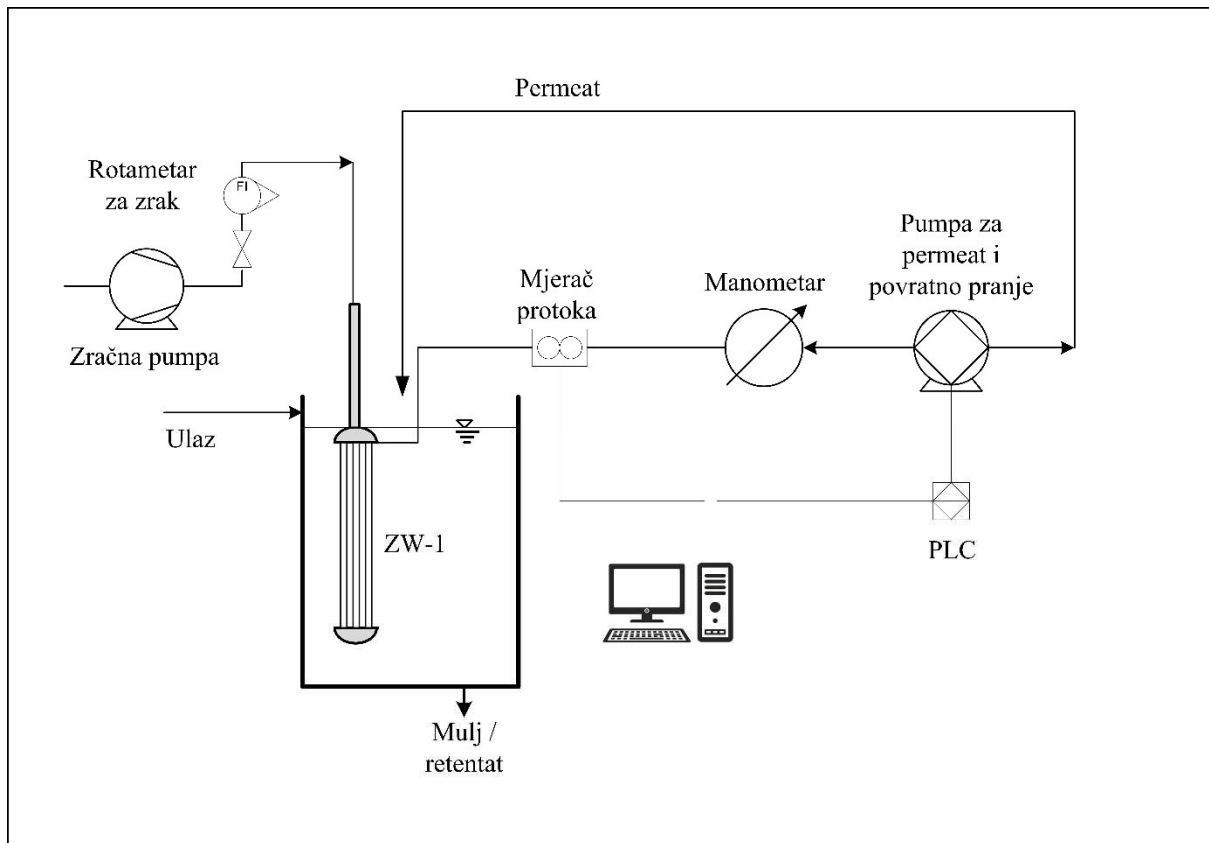 Permeat
Rotametar
za zrak
FI
Pumpa za
permeat i
povratno pranje
Mjerač
protoka
Manometar
Zračna pumpa
Ulaz
ZW-1
PLC
Mulj /
retentat